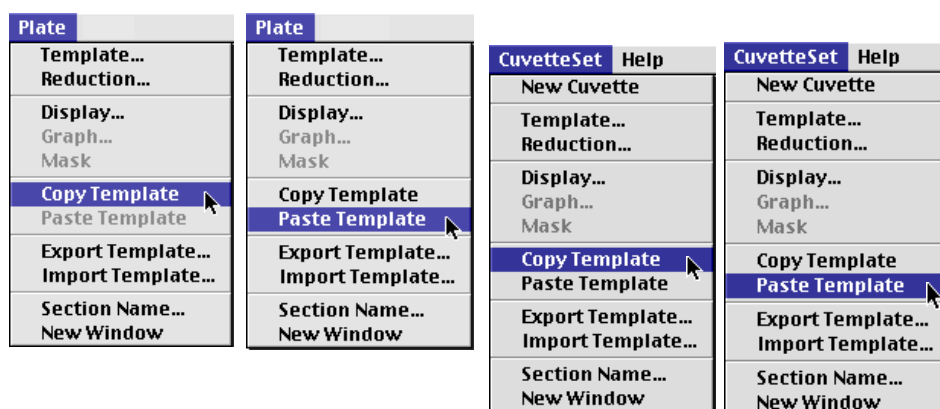 Plate
Template...
Reduction...
Display...
Graph...
Mask
Copy Template
Paste Template
Export Template...
Import Template...
Section Name...
New Window
Plate
Template...
Reduction...
Display...
Graph...
Mask
Copy Template
Paste Template
Export Template...
Import Template...
Section Name...
New Window
CuvetteSet Help
New Cuvette
Template...
Reduction...
Display...
Graph...
Mask
Copy Template
Paste Template
Export Template...
Import Template...
Section Name...
New Window
CuvetteSet Help
New Cuvette
Template...
Reduction...
Display...
Graph...
Mask
Copy Template
Paste Template
Export Template...
Import Template...
Section Name...
New Window